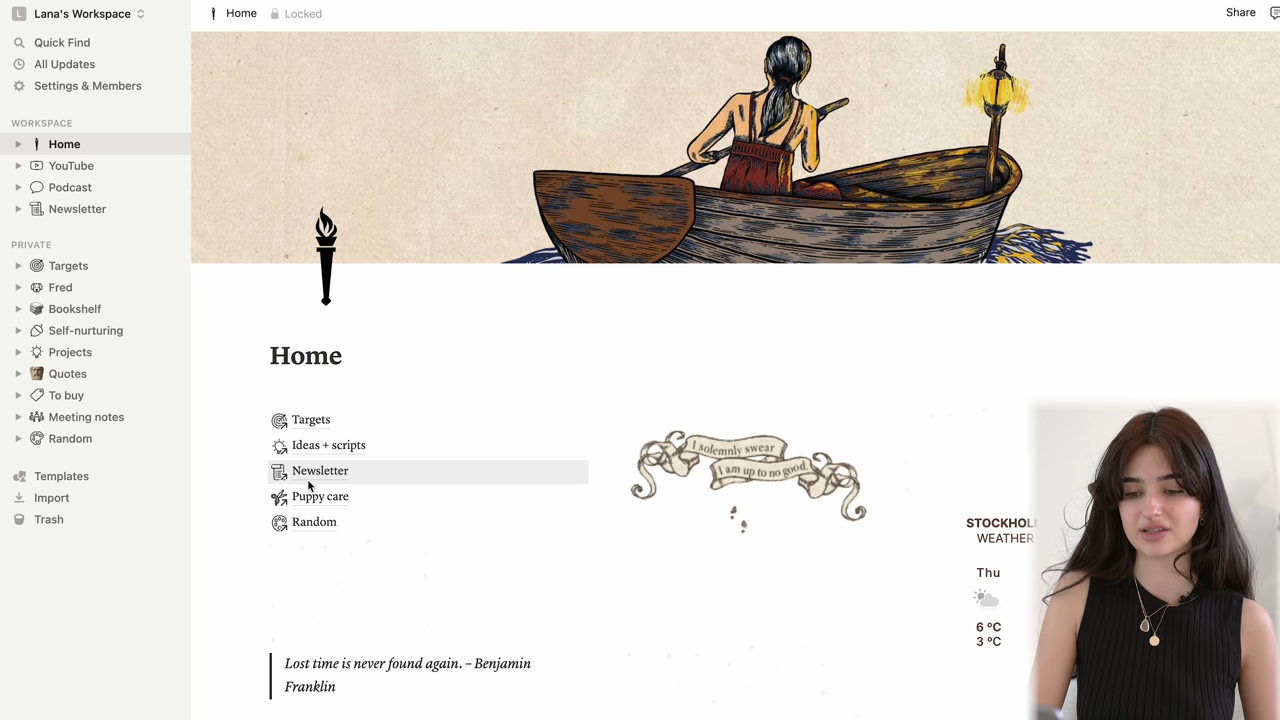 L Lana's Workspace
Quick Find
All Updates
Settings & Members
WORKSPACE
Home
YouTube
Podcast
Newsletter
PRIVATE
Targets
Fred
Bookshelf
Self-nurturing
Projects
Quotes
To buy
Meeting notes
Random
Templates
Import
Trash
Home Locked
Share
Home
Targets
Ideas + scripts
Newsletter
Puppy care
Random
I solemnly swear
I am up to no good
WEATHER
Thu
6 °C
3 °C
Lost time is never found again. – Benjamin
Franklin